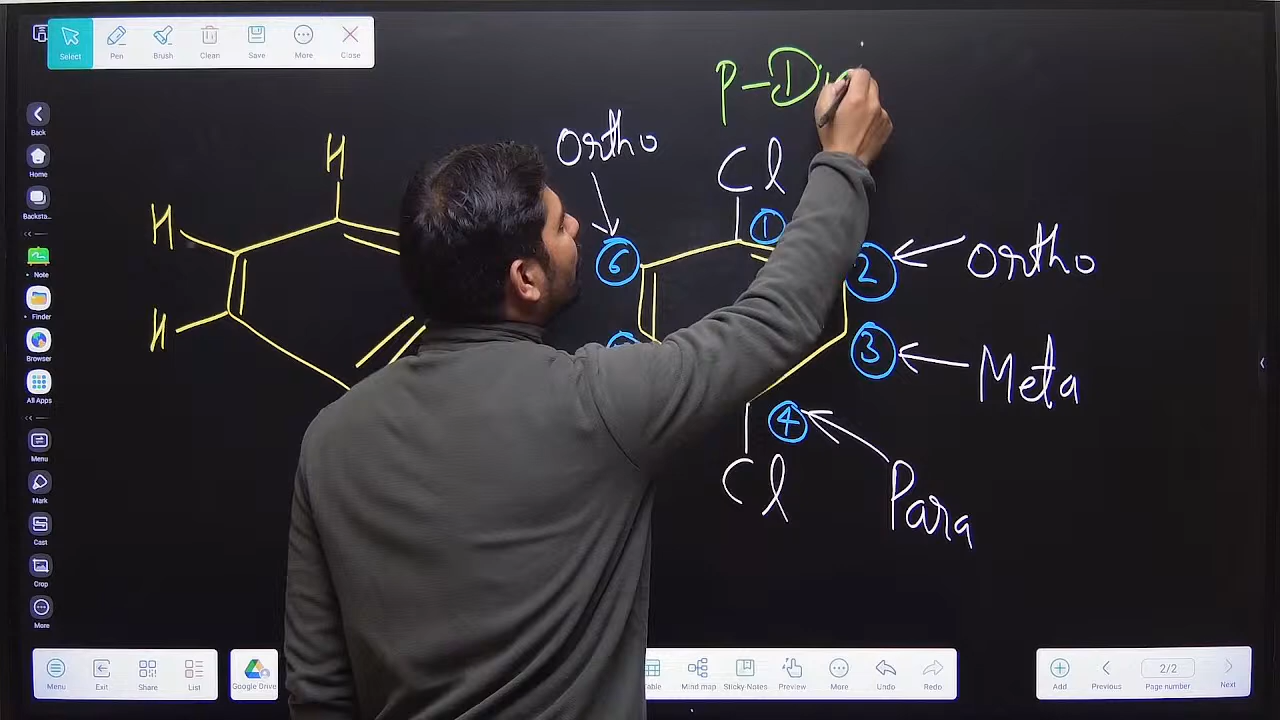 Select Pen Brush Clean Save More Close
P-Di
Ortho
H
Cl
H
1
6
2
Ortho
H
3
Meta
4
Cl
Para
Back
Home
Backsta...
Note
Finder
Browser
All Apps
Menu
Mark
Cast
Crop
More
Menu Exit Share List Google Drive Mind map Sticky-Notes Preview More Undo Redo Add Previous 2/2 Page number Next